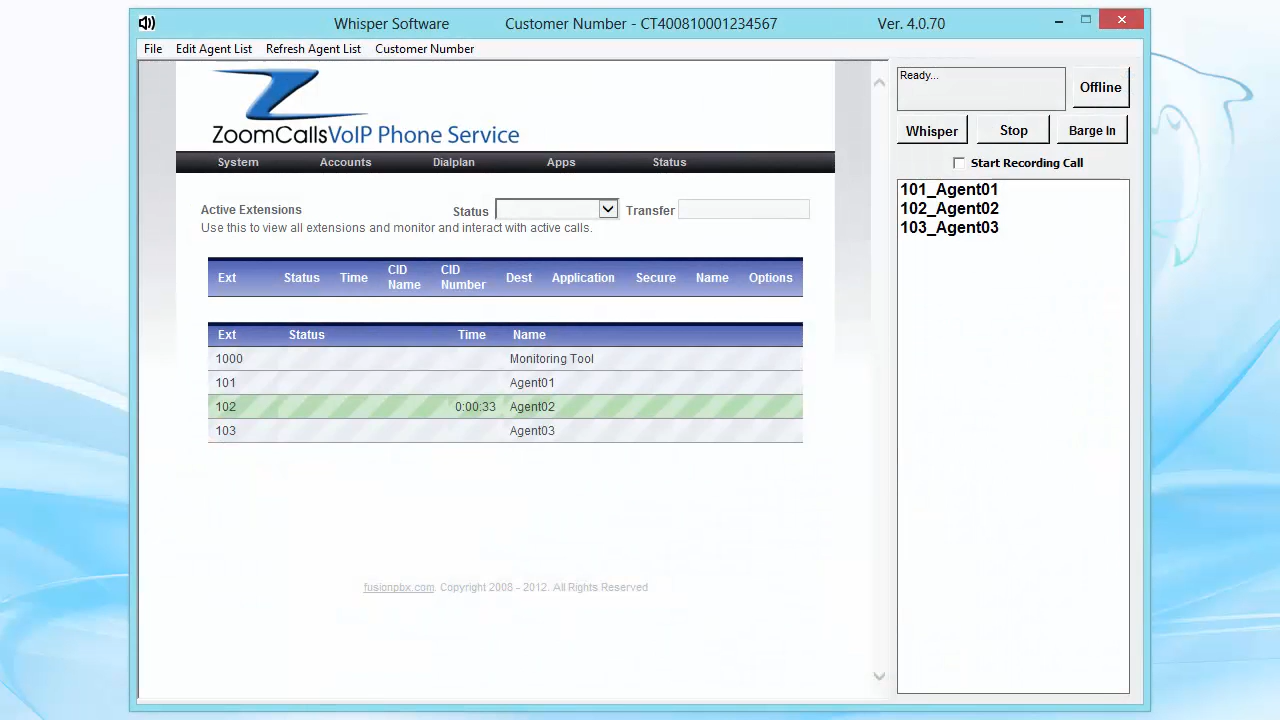 Whisper Software Customer Number - CT400810001234567 Ver. 4.0.70
File Edit Agent List Refresh Agent List Customer Number
ZoomCallsVoIP Phone Service
System Accounts Dialplan Apps Status
Active Extensions Status Transfer
Use this to view all extensions and monitor and interact with active calls.
Ext Status Time CID Name CID Number Dest Application Secure Name Options
Ext Status Time Name
1000 Monitoring Tool
101 Agent01
102 0:00:33 Agent02
103 Agent03
fusionpbx.com. Copyright 2008 - 2012. All Rights Reserved
Ready...
Offline
Whisper Stop Barge In
Start Recording Call
101_Agent01
102_Agent02
103_Agent03